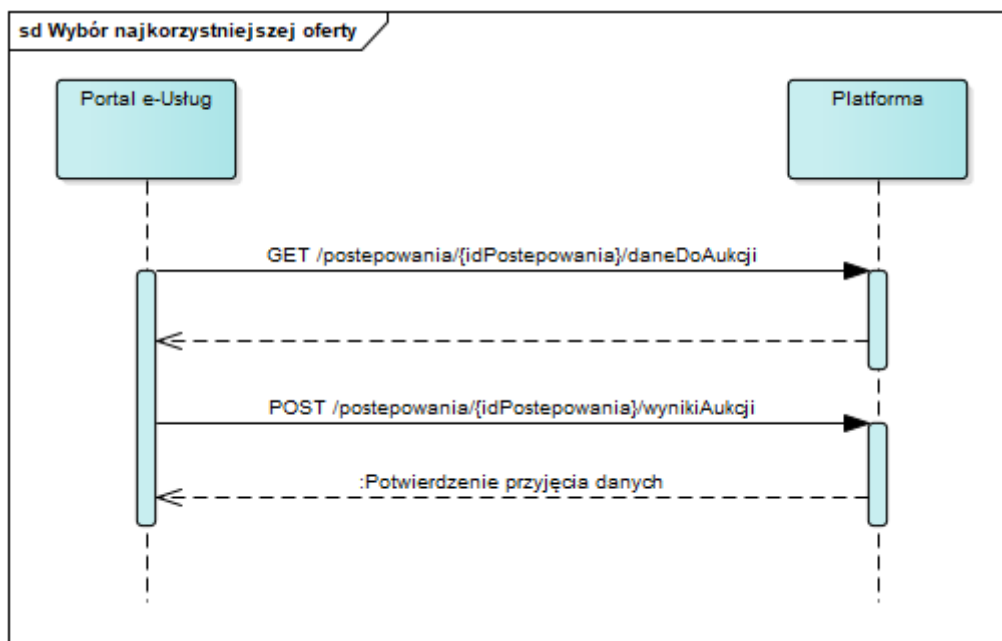 sd Wybór najkorzystniejszej oferty
Portal e-Usług
Platforma
GET /postepowania/{idPostepowania}/daneDoAukcji
POST /postepowania/{idPostepowania}/wynikiAukcji
:Potwierdzenie przyjęcia danych